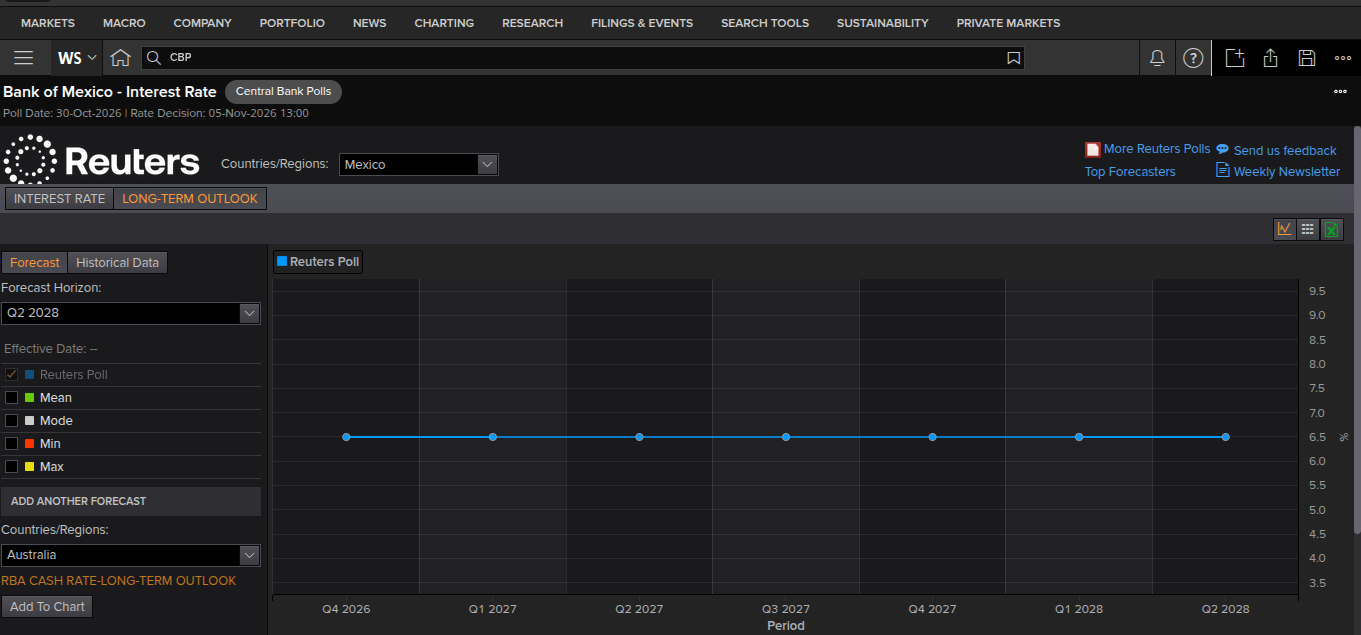 MARKETS MACRO COMPANY PORTFOLIO NEWS CHARTING RESEARCH FILINGS & EVENTS SEARCH TOOLS SUSTAINABILITY PRIVATE MARKETS
WS CBP ?
Bank of Mexico - Interest Rate Central Bank Polls
Poll Date: 30-Oct-2026 | Rate Decision: 05-Nov-2026 13:00
Reuters Countries/Regions: Mexico
More Reuters Polls Send us feedback
Top Forecasters Weekly Newsletter
INTEREST RATE LONG-TERM OUTLOOK
Forecast Historical Data
Forecast Horizon:
Q2 2028
Effective Date: --
Reuters Poll
Mean
Mode
Min
Max
ADD ANOTHER FORECAST
Countries/Regions:
Australia
RBA CASH RATE-LONG-TERM OUTLOOK
Add To Chart
Reuters Poll
9.5
9.0
8.5
8.0
7.5
7.0
6.5
6.0
5.5
5.0
4.5
4.0
3.5
%
Q4 2026 Q1 2027 Q2 2027 Q3 2027 Q4 2027 Q1 2028 Q2 2028
Period